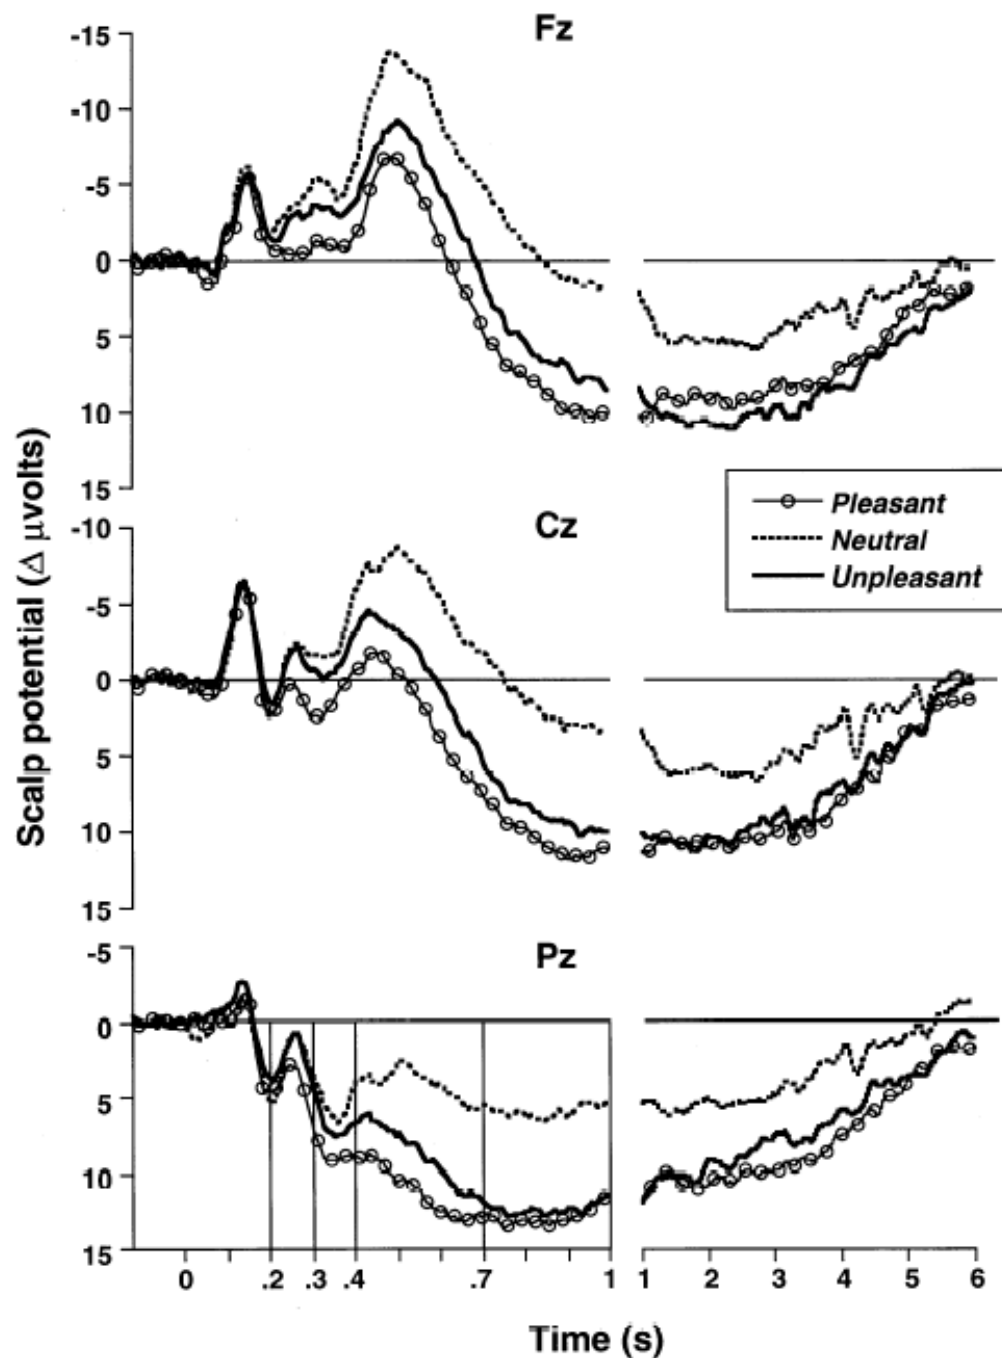 Fz
-15
-10
-5
0
5
10
15
Scalp potential (Δ μvolts)
Pleasant
Neutral
Unpleasant
Cz
-10
-5
0
5
10
15
Pz
-5
0
5
10
15
0 .2 .3 .4 .7 1 1 2 3 4 5 6
Time (s)